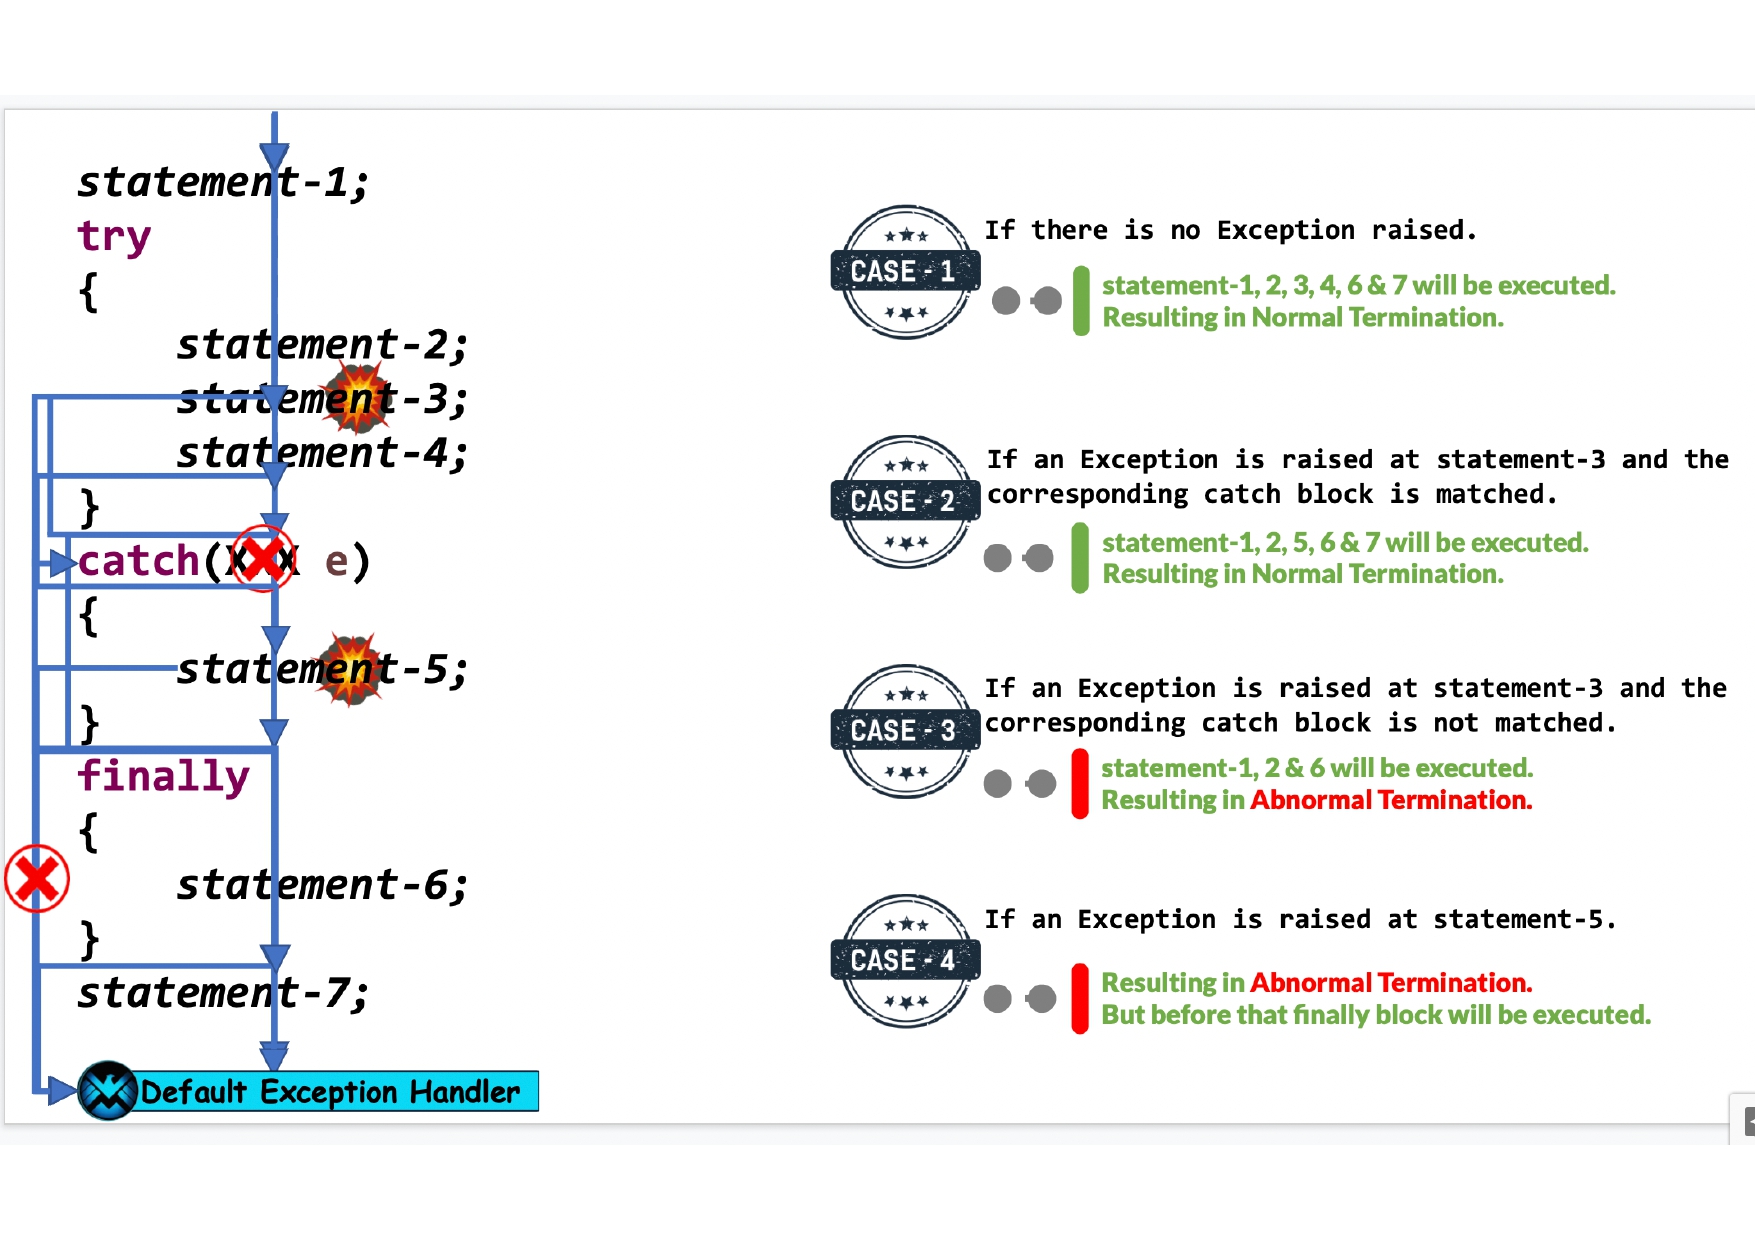 statement-1;
try
{
statement-2;
statement-3;
statement-4;
}
catch(XXX e)
{
statement-5;
}
finally
{
statement-6;
}
statement-7;
Default Exception Handler
CASE - 1
If there is no Exception raised.
statement-1, 2, 3, 4, 6 & 7 will be executed.
Resulting in Normal Termination.
CASE - 2
If an Exception is raised at statement-3 and the
corresponding catch block is matched.
statement-1, 2, 5, 6 & 7 will be executed.
Resulting in Normal Termination.
CASE - 3
If an Exception is raised at statement-3 and the
corresponding catch block is not matched.
statement-1, 2 & 6 will be executed.
Resulting in Abnormal Termination.
CASE - 4
If an Exception is raised at statement-5.
Resulting in Abnormal Termination.
But before that finally block will be executed.